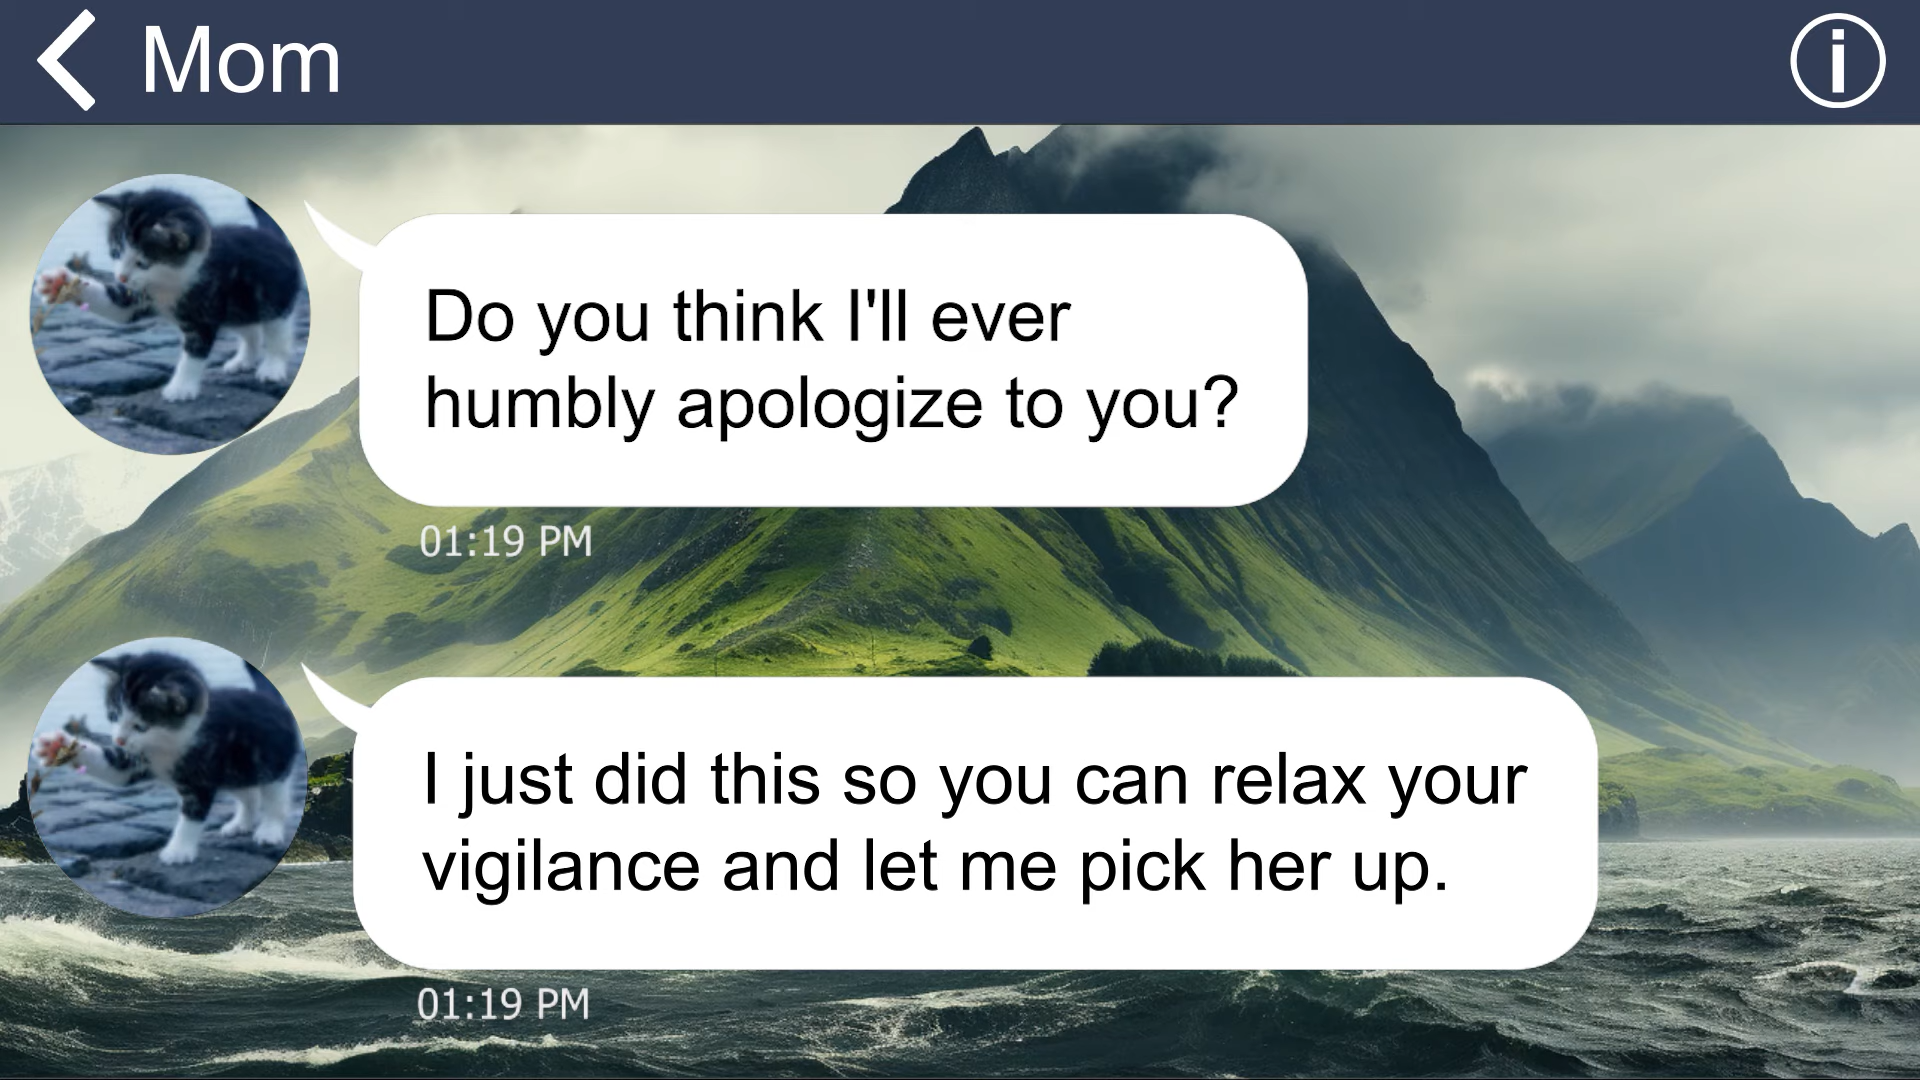 Mom
Do you think I'll ever
humbly apologize to you?
01:19 PM
I just did this so you can relax your
vigilance and let me pick her up.
01:19 PM